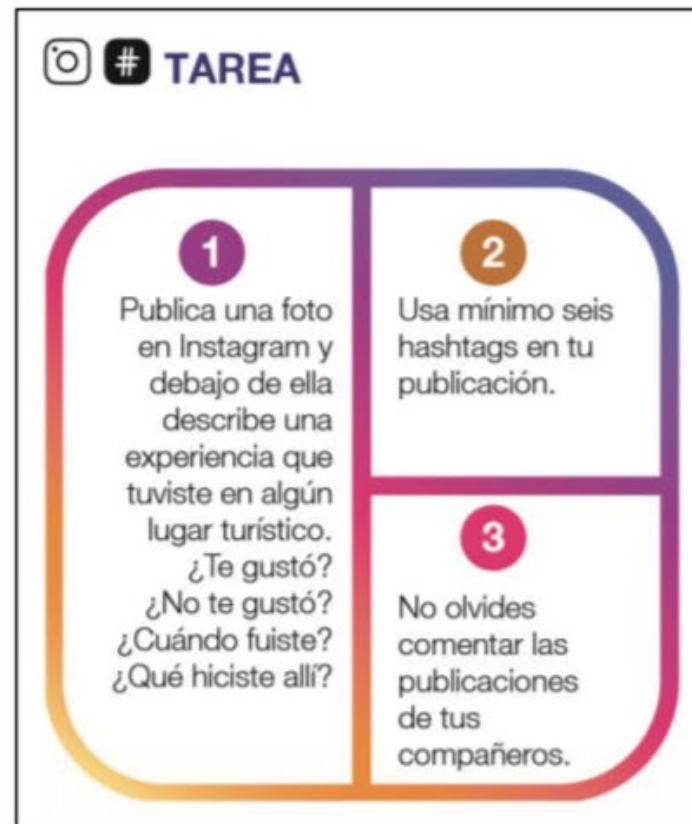 # TAREA
1
Publica una foto
en Instagram y
debajo de ella
describe una
experiencia que
tuviste en algún
lugar turístico.
¿Te gustó?
¿No te gustó?
¿Cuándo fuiste?
¿Qué hiciste allí?
2
Usa mínimo seis
hashtags en tu
publicación.
3
No olvides
comentar las
publicaciones
de tus
compañeros.